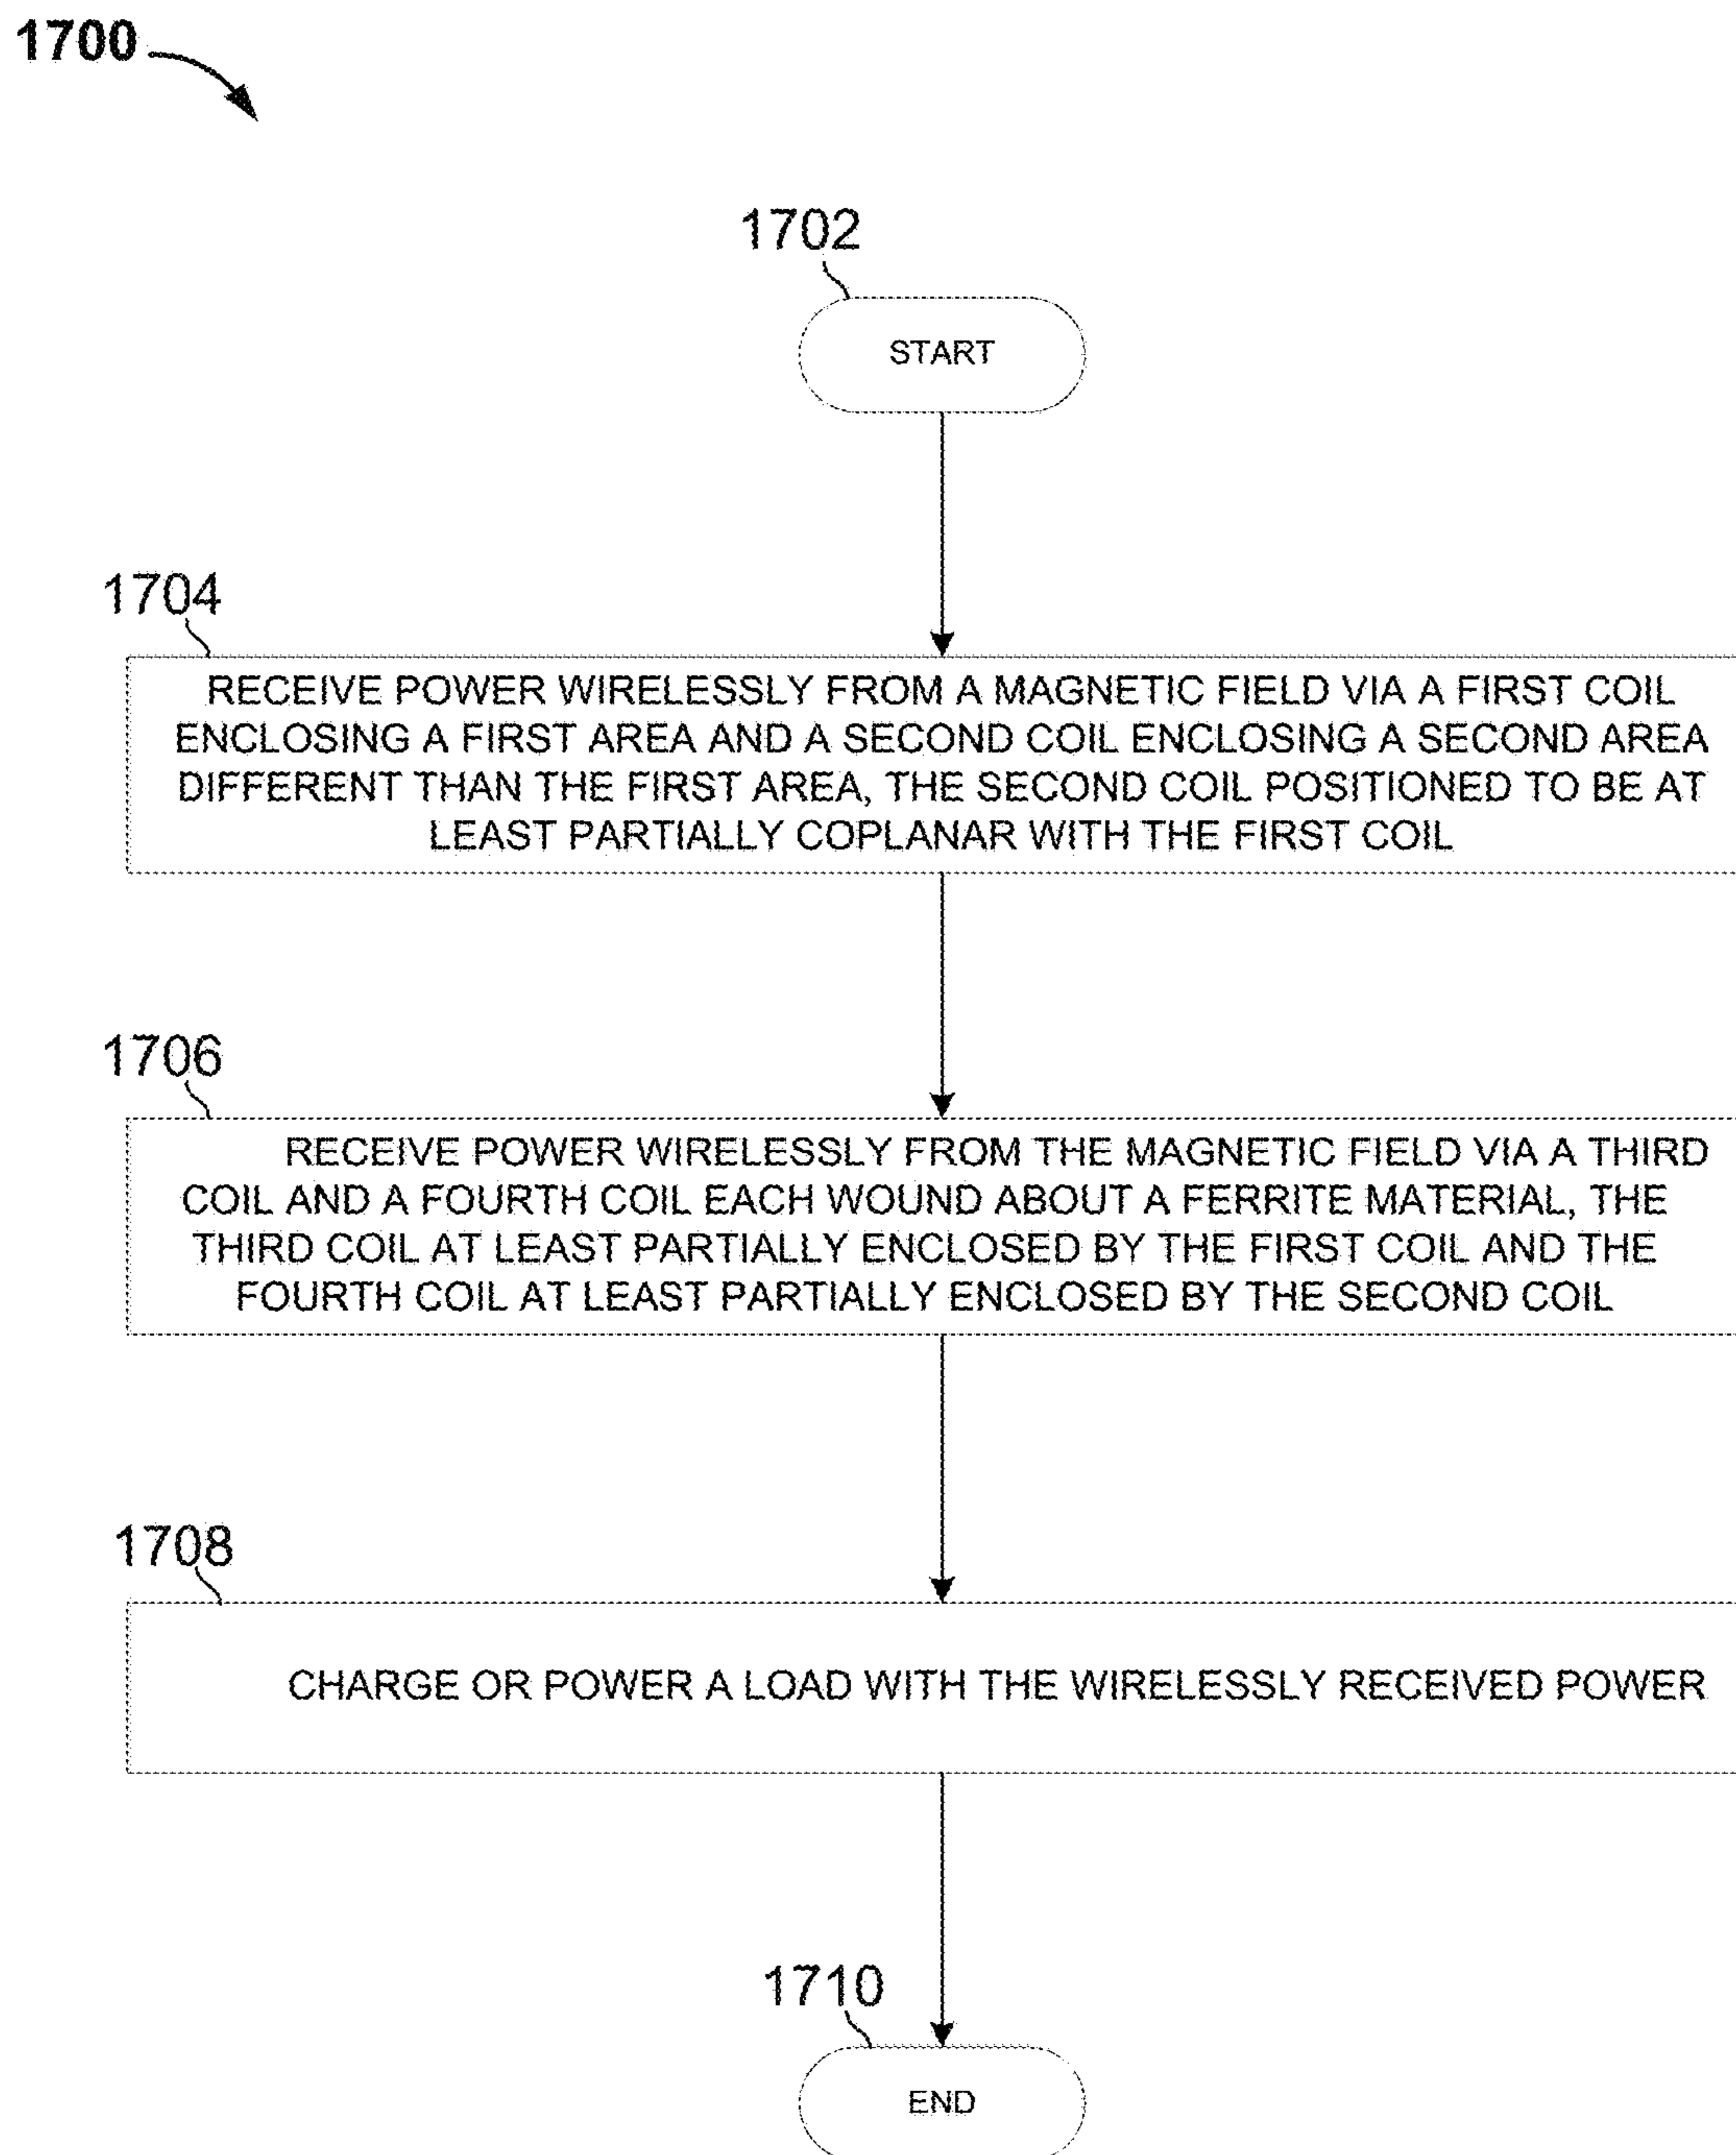 1700
1702
START
1704
RECEIVE POWER WIRELESSLY FROM A MAGNETIC FIELD VIA A FIRST COIL
ENCLOSING A FIRST AREA AND A SECOND COIL ENCLOSING A SECOND AREA
DIFFERENT THAN THE FIRST AREA, THE SECOND COIL POSITIONED TO BE AT
LEAST PARTIALLY COPLANAR WITH THE FIRST COIL
1706
RECEIVE POWER WIRELESSLY FROM THE MAGNETIC FIELD VIA A THIRD
COIL AND A FOURTH COIL EACH WOUND ABOUT A FERRITE MATERIAL, THE
THIRD COIL AT LEAST PARTIALLY ENCLOSED BY THE FIRST COIL AND THE
FOURTH COIL AT LEAST PARTIALLY ENCLOSED BY THE SECOND COIL
1708
CHARGE OR POWER A LOAD WITH THE WIRELESSLY RECEIVED POWER
1710
END